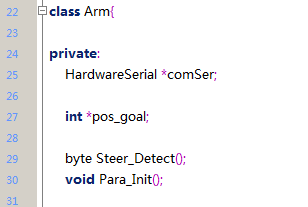 22 class Arm{
23
24 private:
25 HardwareSerial *comSer;
26
27 int *pos_goal;
28
29 byte Steer_Detect();
30 void Para_Init();
31